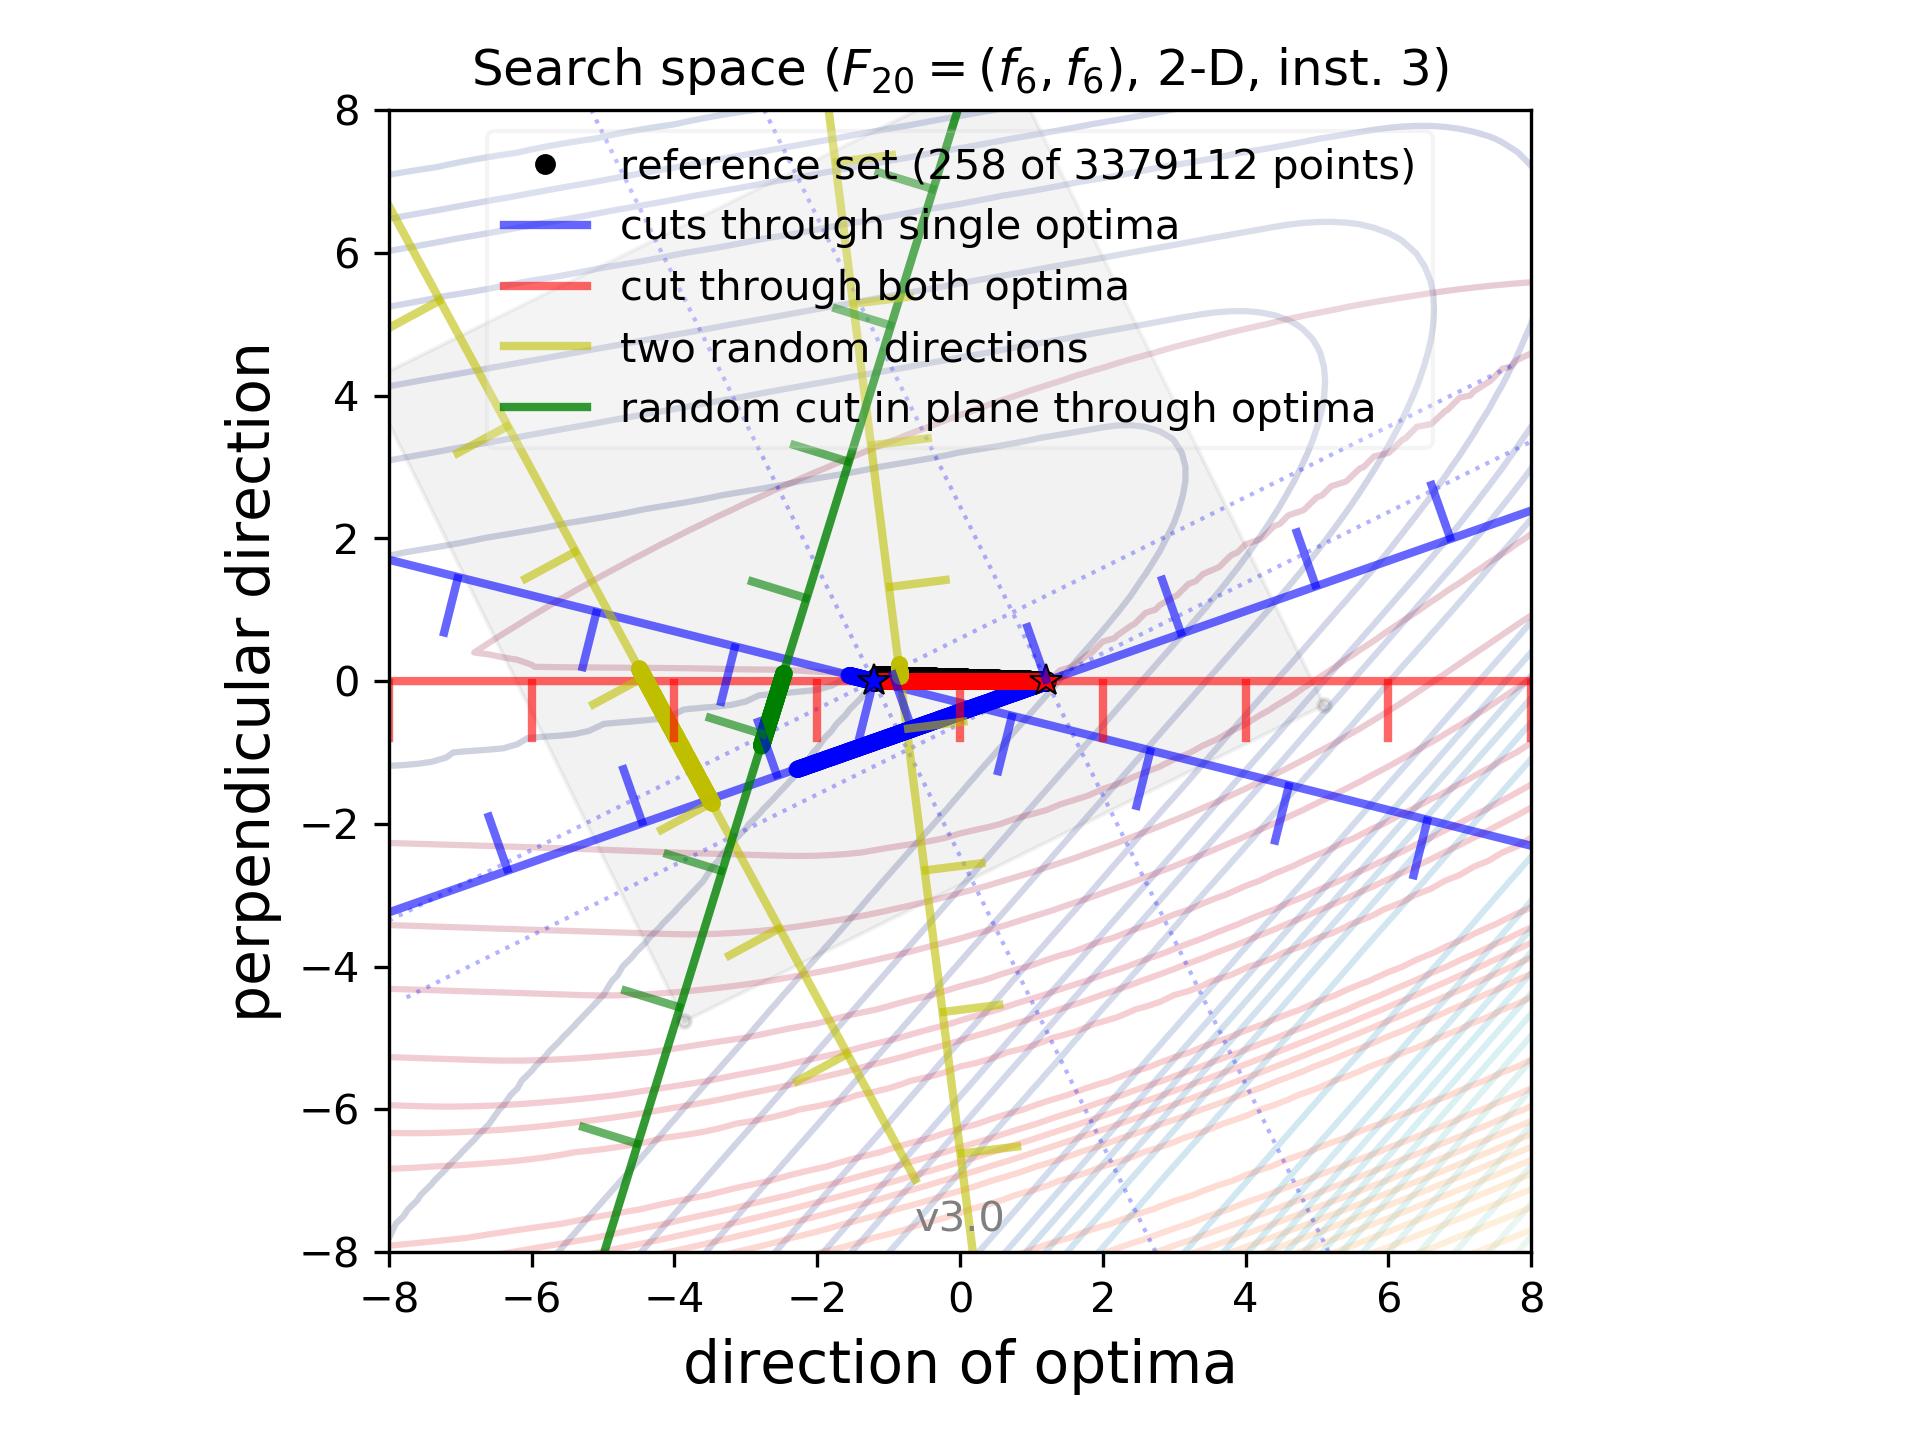 Search space (F20 = (f6, f6), 2-D, inst. 3)
reference set (258 of 3379112 points)
cuts through single optima
cut through both optima
two random directions
random cut in plane through optima
perpendicular direction
8
6
4
2
0
−2
−4
−6
−8
v3.0
−8 −6 −4 −2 0 2 4 6 8
direction of optima